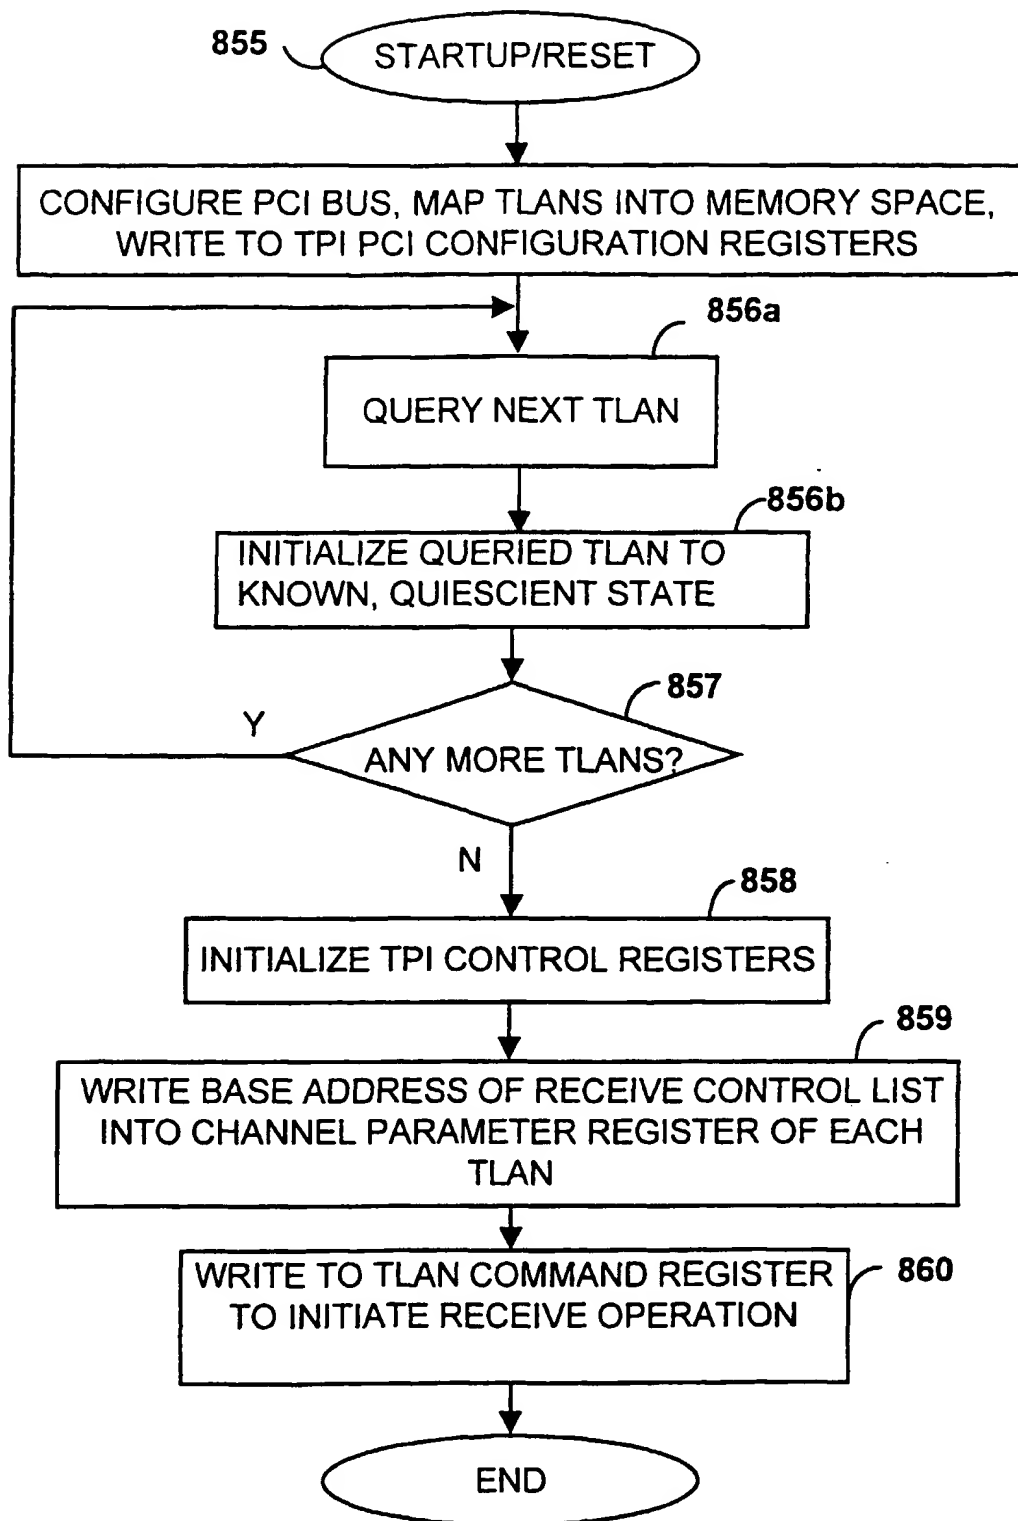 855
STARTUP/RESET
CONFIGURE PCI BUS, MAP TLANS INTO MEMORY SPACE,
WRITE TO TPI PCI CONFIGURATION REGISTERS
856a
QUERY NEXT TLAN
856b
INITIALIZE QUERIED TLAN TO
KNOWN, QUIESCIENT STATE
857
Y
ANY MORE TLANS?
N
858
INITIALIZE TPI CONTROL REGISTERS
859
WRITE BASE ADDRESS OF RECEIVE CONTROL LIST
INTO CHANNEL PARAMETER REGISTER OF EACH
TLAN
WRITE TO TLAN COMMAND REGISTER
TO INITIATE RECEIVE OPERATION
860
END